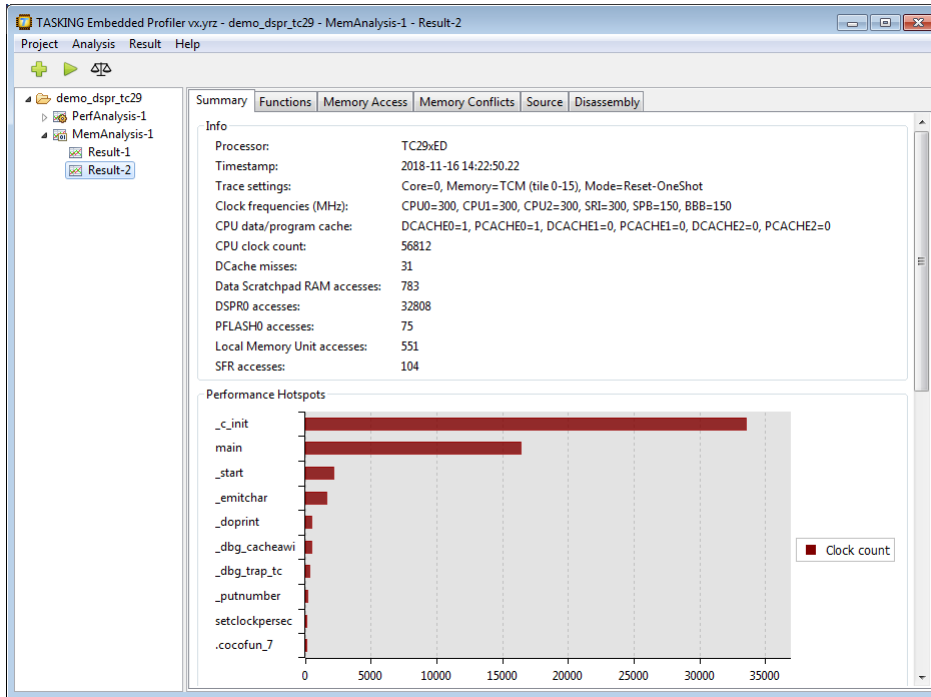 TASKING Embedded Profiler vx.yrz - demo_dspr_tc29 - MemAnalysis-1 - Result-2
Project Analysis Result Help
demo_dspr_tc29
PerfAnalysis-1
MemAnalysis-1
Result-1
Result-2
Summary Functions Memory Access Memory Conflicts Source Disassembly
Info
Processor: TC29xED
Timestamp: 2018-11-16 14:22:50.22
Trace settings: Core=0, Memory=TCM (tile 0-15), Mode=Reset-OneShot
Clock frequencies (MHz): CPU0=300, CPU1=300, CPU2=300, SRI=300, SPB=150, BBB=150
CPU data/program cache: DCACHE0=1, PCACHE0=1, DCACHE1=0, PCACHE1=0, DCACHE2=0, PCACHE2=0
CPU clock count: 56812
DCache misses: 31
Data Scratchpad RAM accesses: 783
DSPR0 accesses: 32808
PFLASH0 accesses: 75
Local Memory Unit accesses: 551
SFR accesses: 104
Performance Hotspots
_c_init
main
_start
_emitchar
_doprint
_dbg_cacheawi
_dbg_trap_tc
_putnumber
setclockpersec
.cocofun_7
0 5000 10000 15000 20000 25000 30000 35000
Clock count